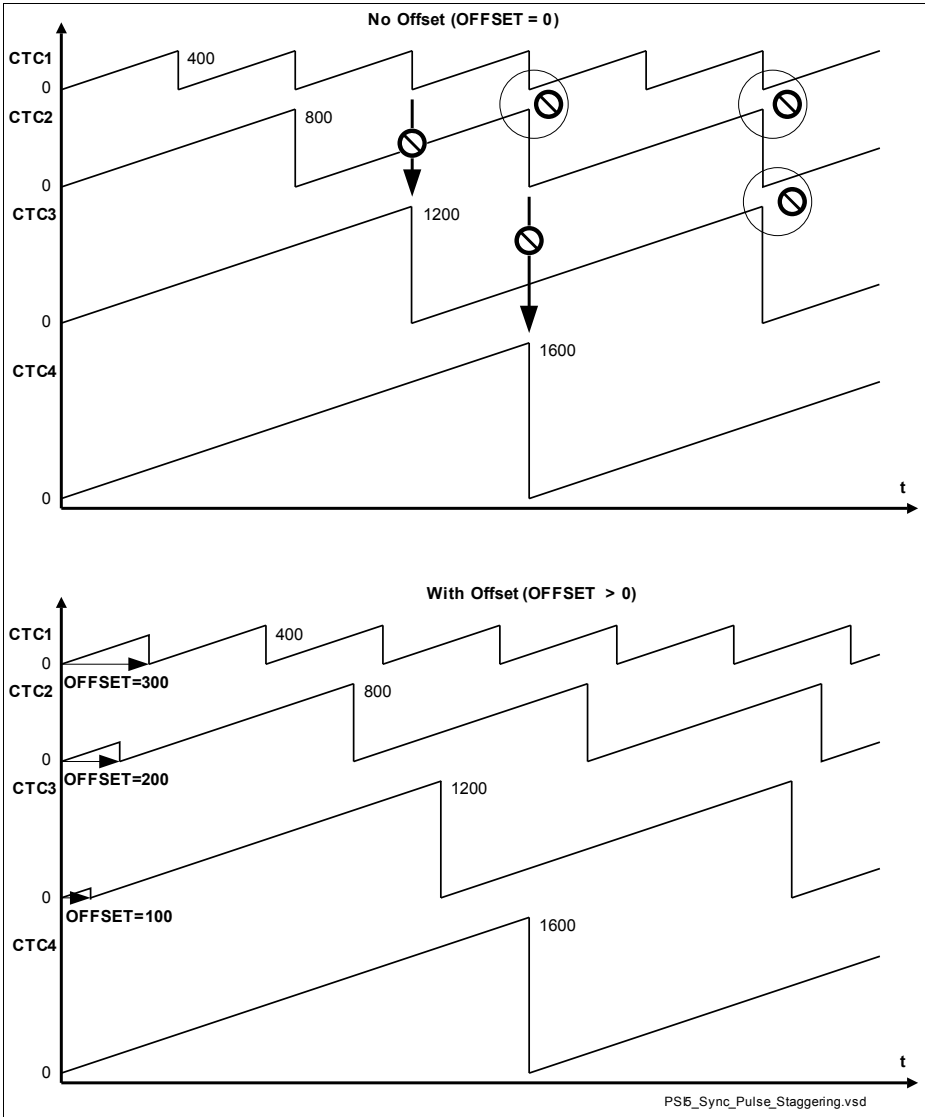 No Offset (OFFSET = 0)
CTC1
400
0
CTC2
800
0
CTC3
1200
0
CTC4
1600
0
t
With Offset (OFFSET > 0)
CTC1
400
0
OFFSET=300
CTC2
800
0
OFFSET=200
CTC3
1200
0
OFFSET=100
CTC4
1600
0
t
PSI5_Sync_Pulse_Staggering.vsd